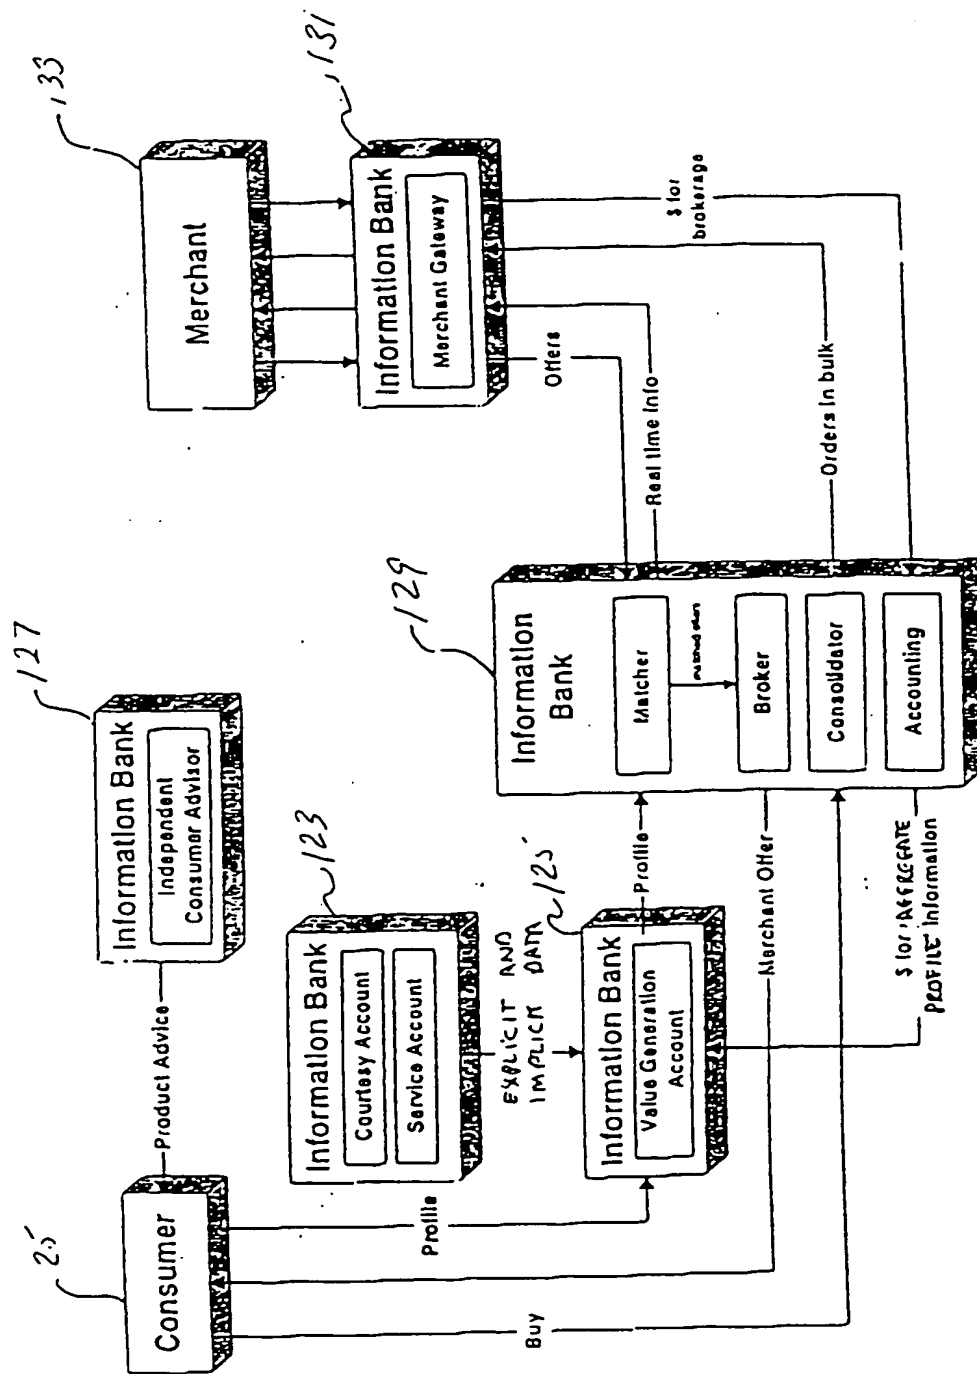 25
Consumer
Product Advice
127
Information Bank
Independent
Consumer Advisor
133
Merchant
131
Information Bank
Merchant Gateway
123
Information Bank
Courtesy Account
Service Account
EXPLICIT AND
IMPLICIT DATA
125
Information Bank
Value Generation
Account
Profile
Profile
129
Information
Bank
Matcher
Broker
Consolidator
Accounting
Offers
Real time Info
Orders In bulk
$ for
brokerage
Merchant Offer
Buy
$ for AGGREGATE
PROFILE Information